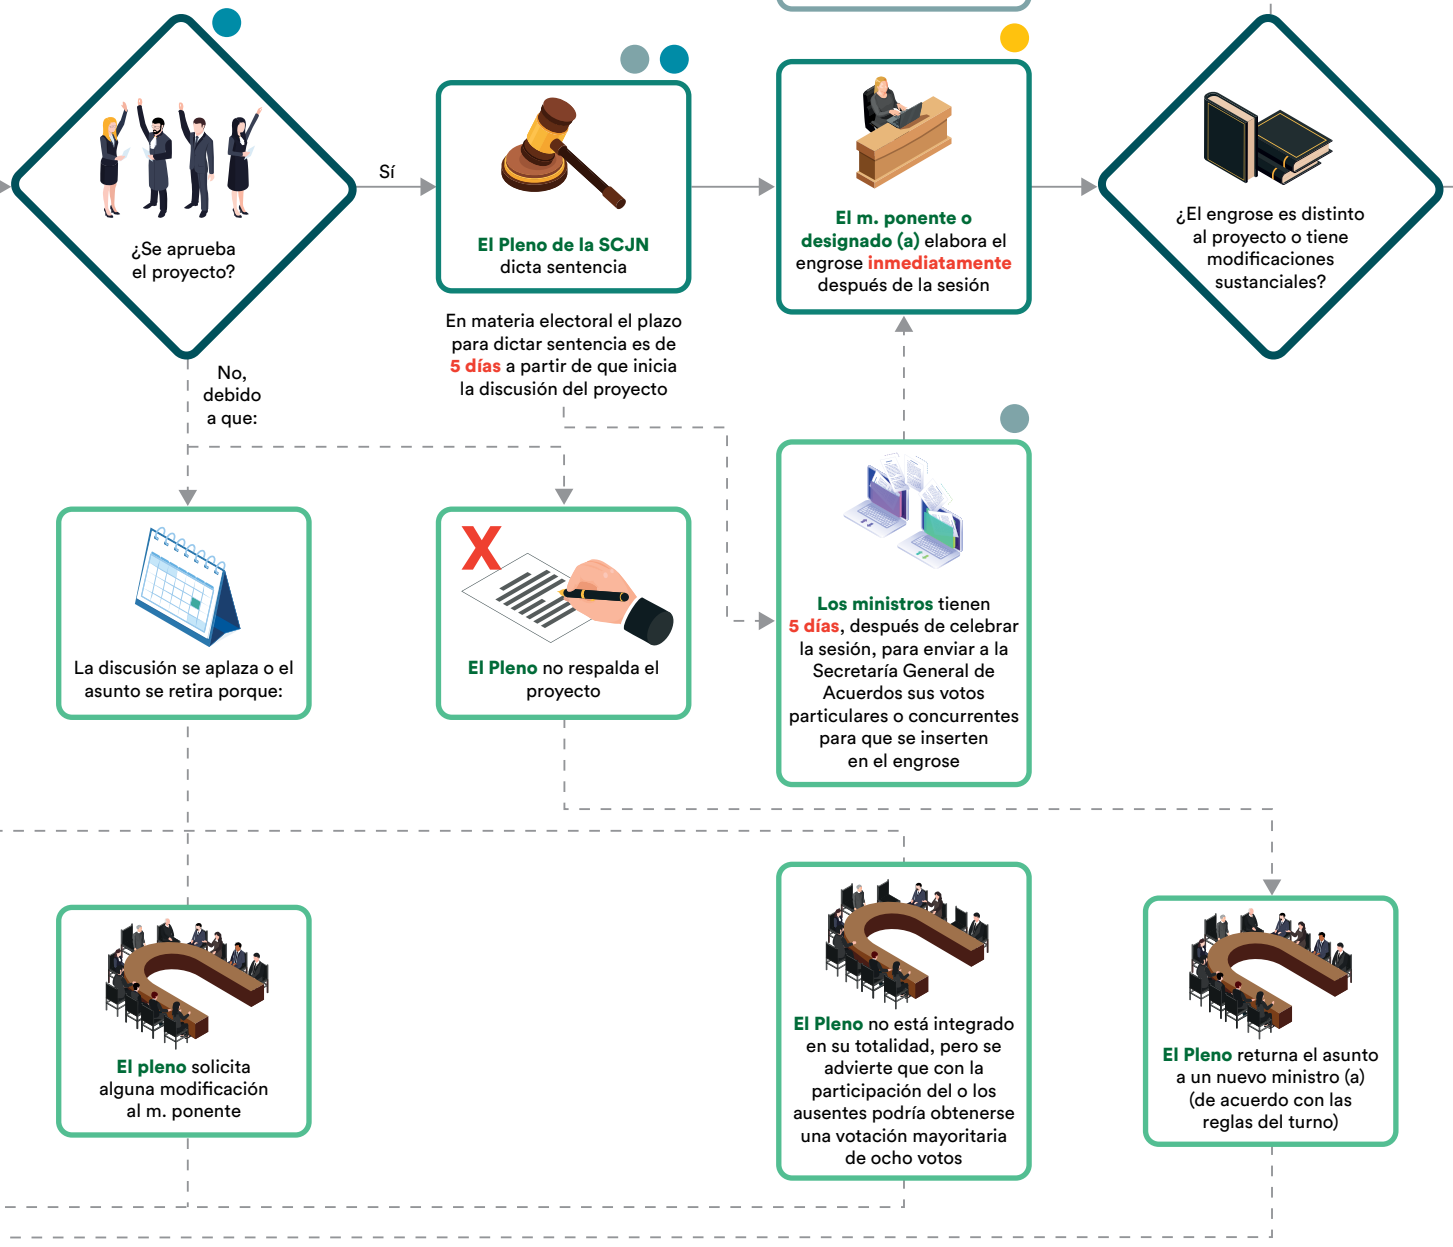 ¿Se aprueba
el proyecto?
Sí
El Pleno de la SCJN
dicta sentencia
El m. ponente o
designado (a) elabora el
engrose inmediatamente
después de la sesión
¿El engrose es distinto
al proyecto o tiene
modificaciones
sustanciales?
En materia electoral el plazo
para dictar sentencia es de
5 días a partir de que inicia
la discusión del proyecto
No,
debido
a que:
La discusión se aplaza o el
asunto se retira porque:
X
El Pleno no respalda el
proyecto
Los ministros tienen
5 días, después de celebrar
la sesión, para enviar a la
Secretaría General de
Acuerdos sus votos
particulares o concurrentes
para que se inserten
en el engrose
El pleno solicita
alguna modificación
al m. ponente
El Pleno no está integrado
en su totalidad, pero se
advierte que con la
participación del o los
ausentes podría obtenerse
una votación mayoritaria
de ocho votos
El Pleno returna el asunto
a un nuevo ministro (a)
(de acuerdo con las
reglas del turno)